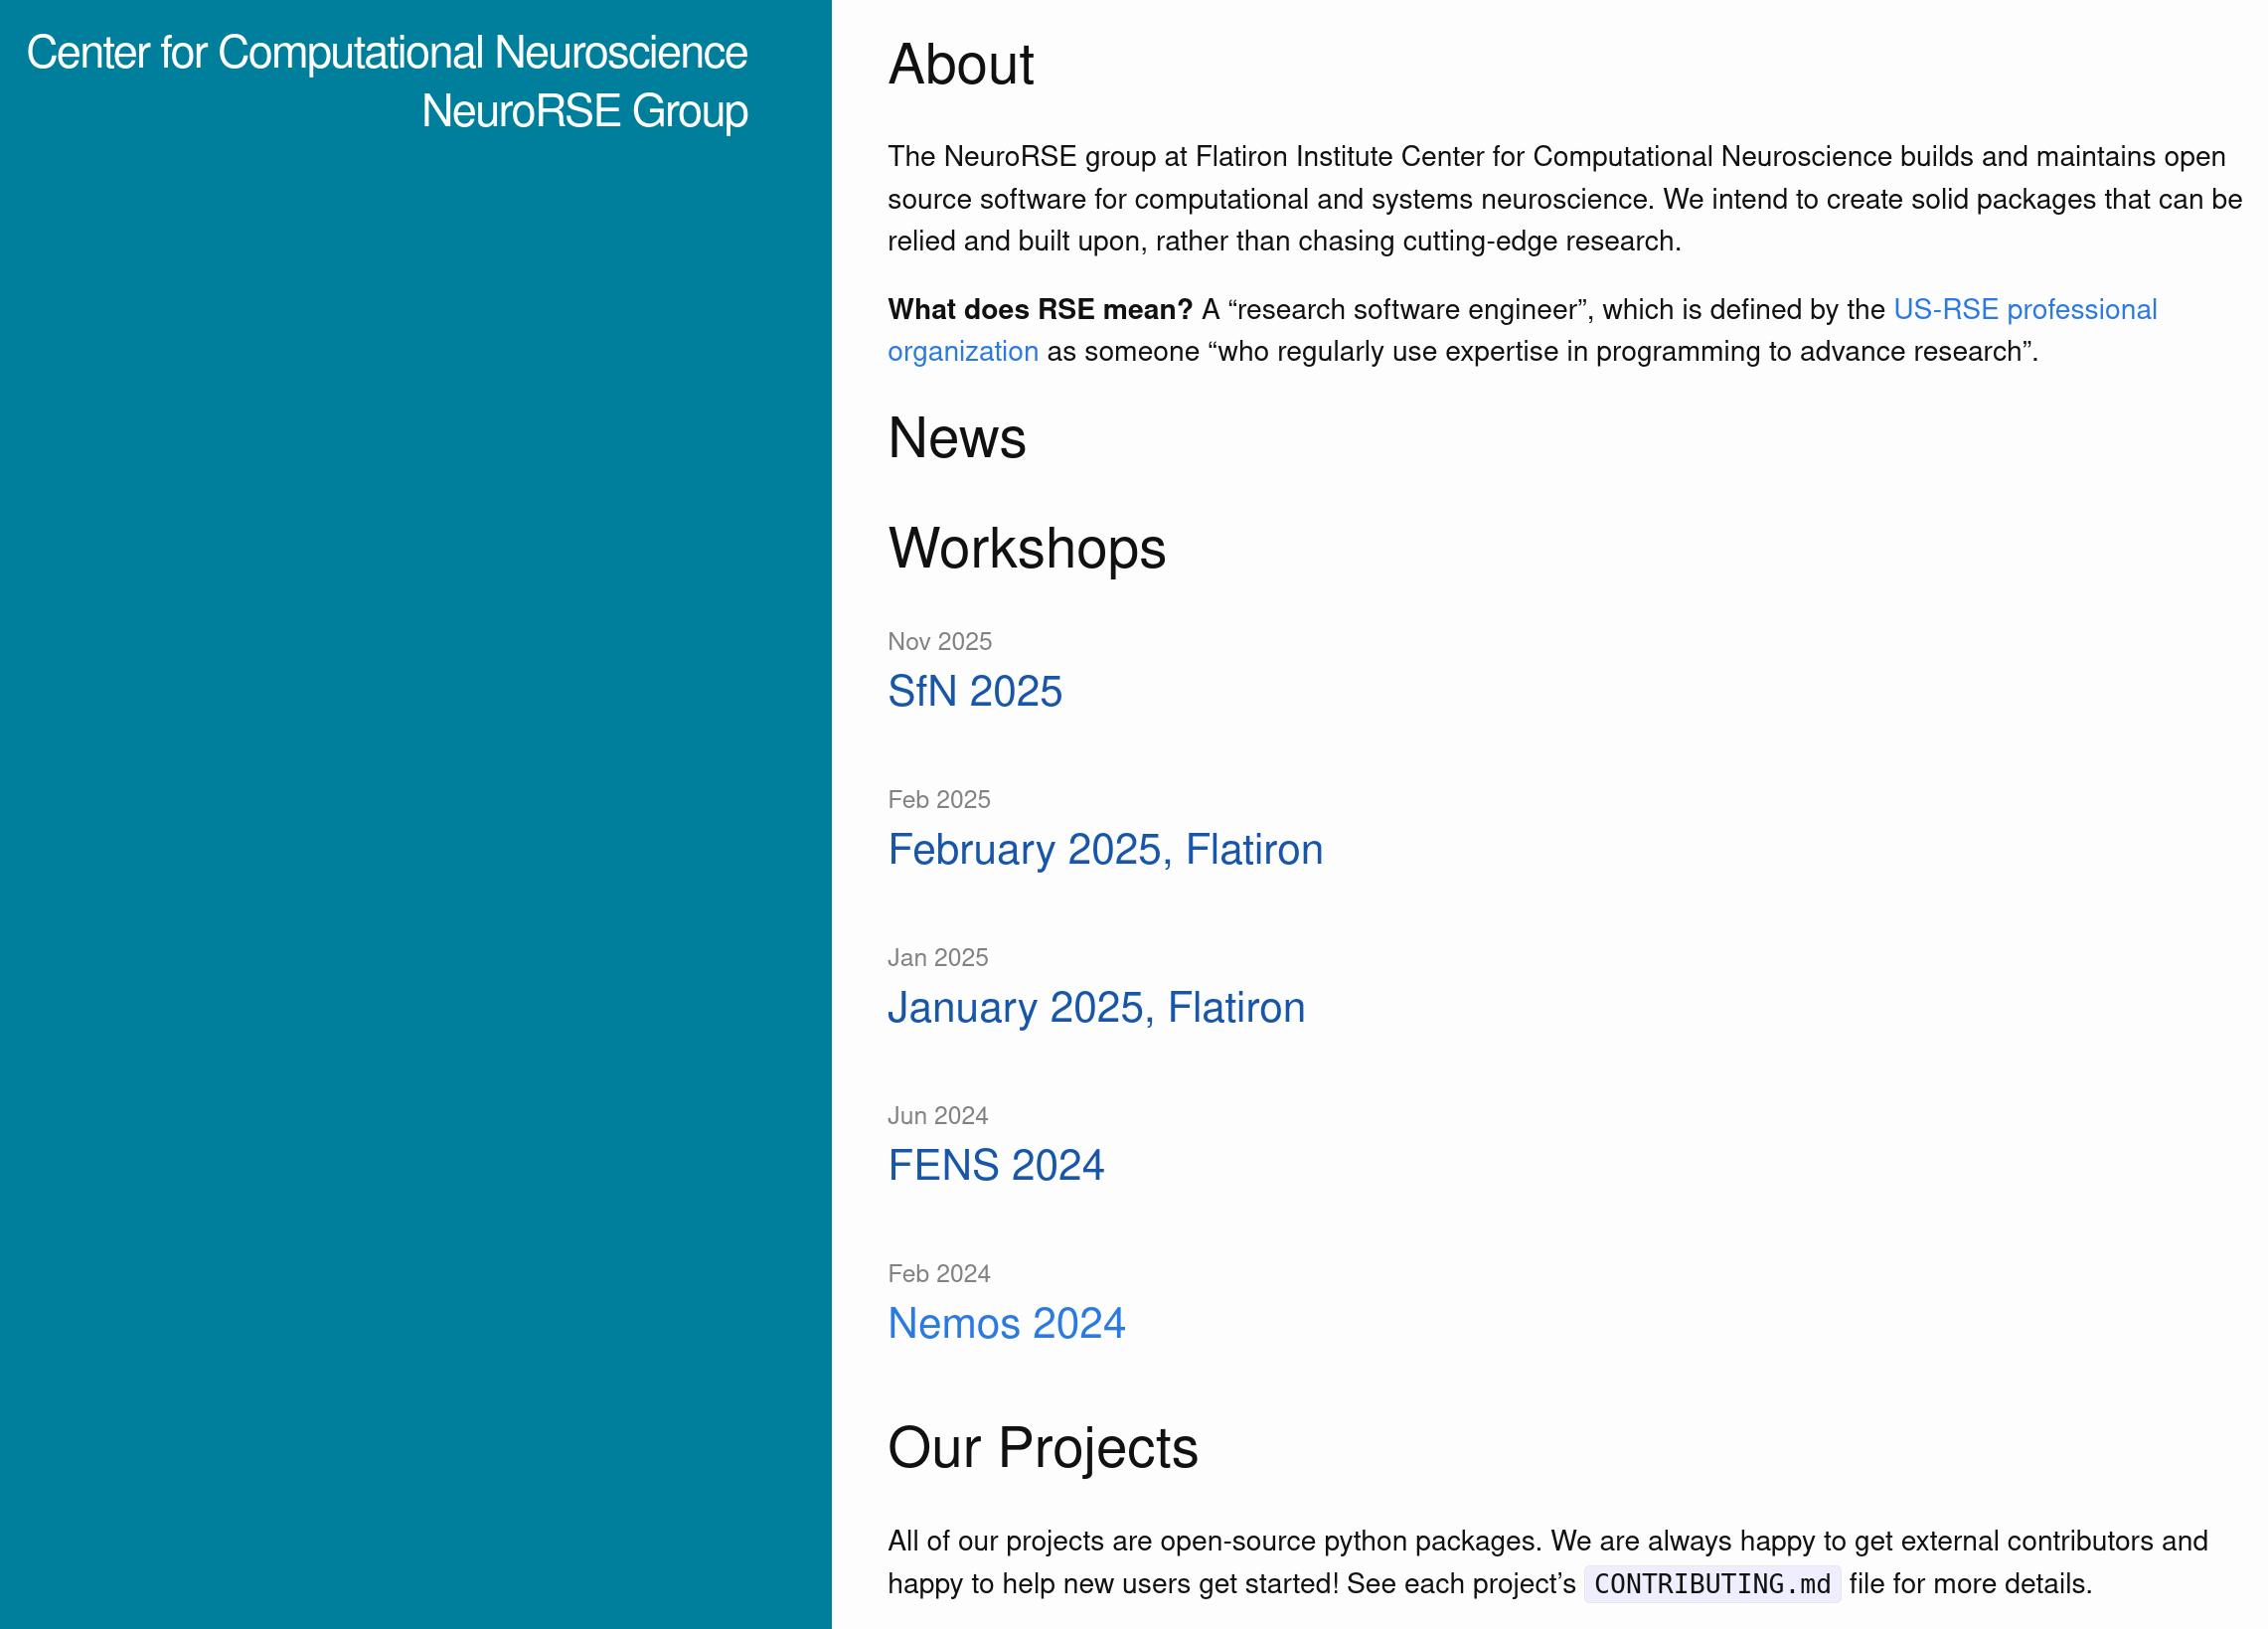 Center for Computational Neuroscience
NeuroRSE Group
About
The NeuroRSE group at Flatiron Institute Center for Computational Neuroscience builds and maintains open
source software for computational and systems neuroscience. We intend to create solid packages that can be
relied and built upon, rather than chasing cutting-edge research.
What does RSE mean? A “research software engineer”, which is defined by the US-RSE professional
organization as someone “who regularly use expertise in programming to advance research”.
News
Workshops
Nov 2025
SfN 2025
Feb 2025
February 2025, Flatiron
Jan 2025
January 2025, Flatiron
Jun 2024
FENS 2024
Feb 2024
Nemos 2024
Our Projects
All of our projects are open-source python packages. We are always happy to get external contributors and
happy to help new users get started! See each project’s CONTRIBUTING.md file for more details.